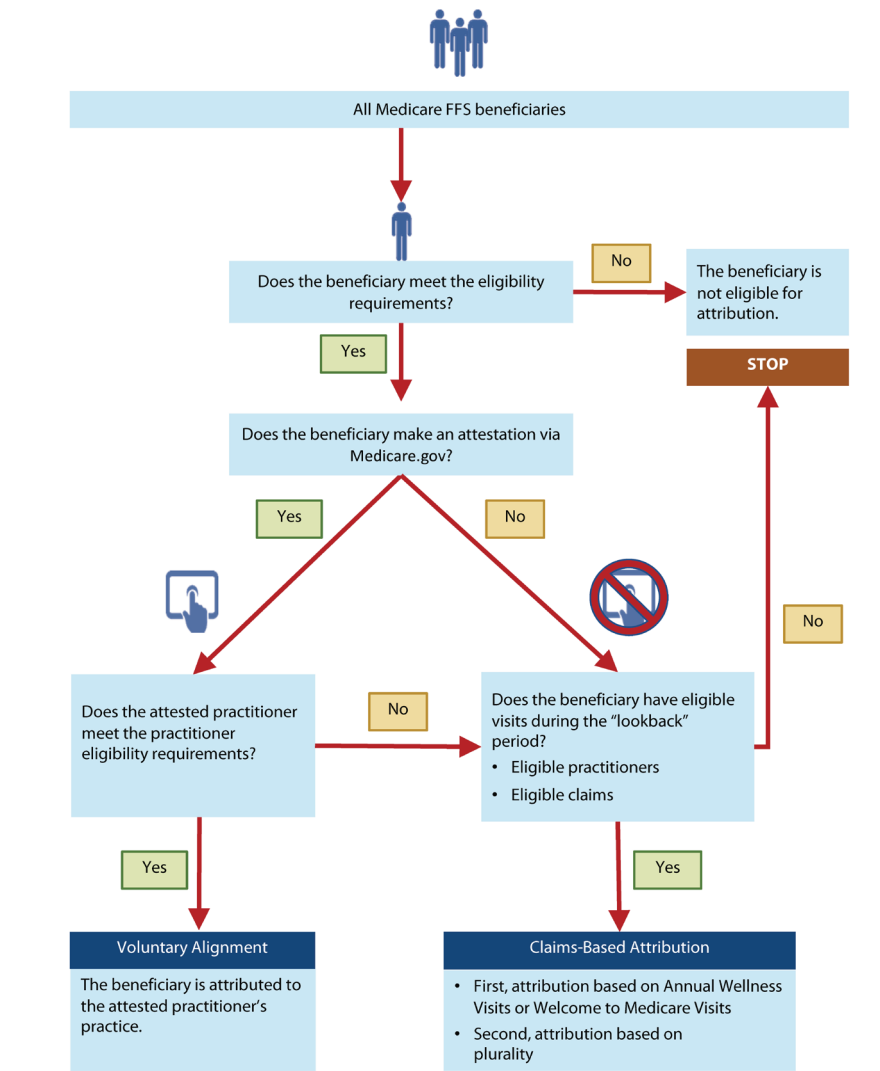 All Medicare FFS beneficiaries
Does the beneficiary meet the eligibility
requirements?
No
The beneficiary is
not eligible for
attribution.
STOP
Yes
Does the beneficiary make an attestation via
Medicare.gov?
Yes
No
No
Does the attested practitioner
meet the practitioner
eligibility requirements?
No
Does the beneficiary have eligible
visits during the “lookback”
period?
• Eligible practitioners
• Eligible claims
Yes
Yes
Voluntary Alignment
The beneficiary is attributed to
the attested practitioner’s
practice.
Claims-Based Attribution
• First, attribution based on Annual Wellness
Visits or Welcome to Medicare Visits
• Second, attribution based on
plurality